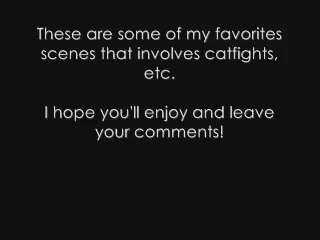 These are some of my favorites
scenes that involves catfights,
etc.
I hope you'll enjoy and leave
your comments!